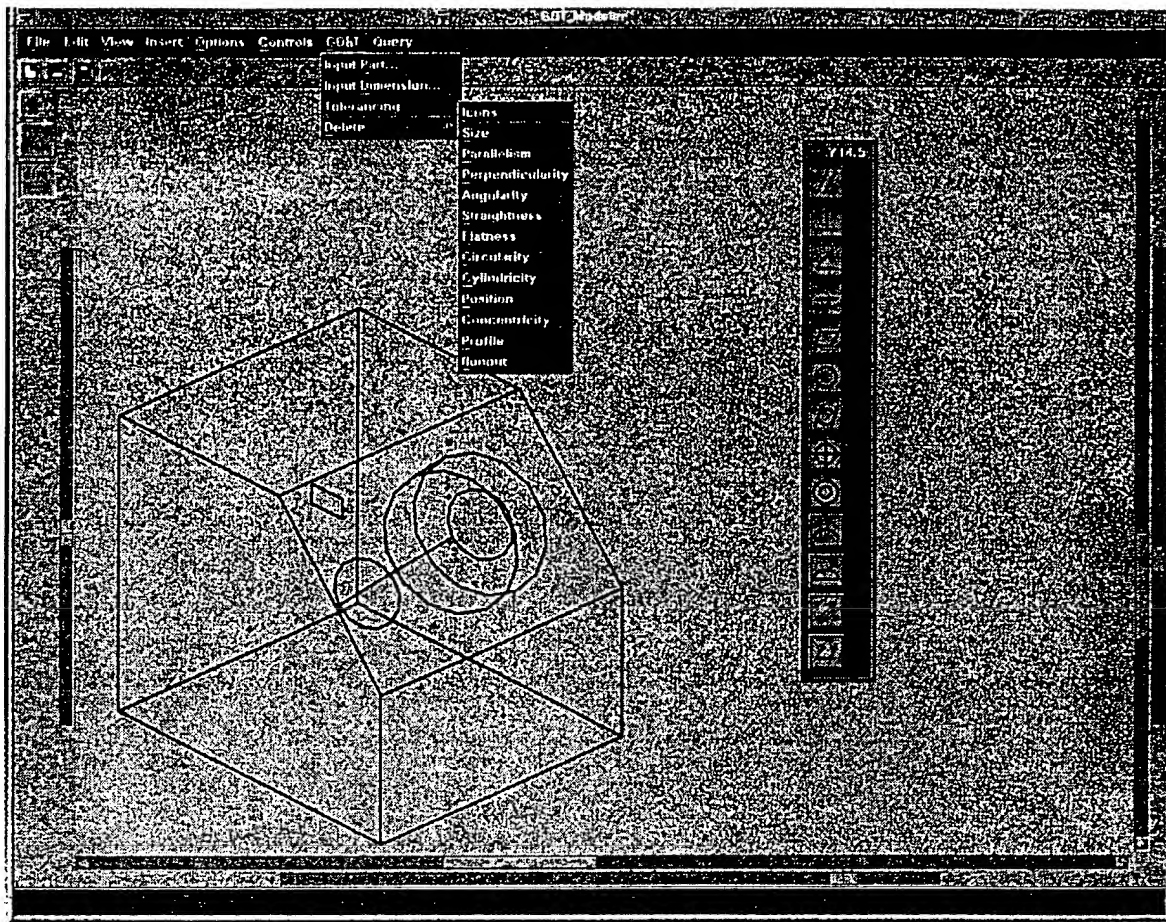 GDT Modeler
File Edit View Insert Options Controls GD&T Query
Input Part...
Input Dimension...
Tolerancing
Delete
Icons
Size
Parallelism
Perpendicularity
Angularity
Straightness
Flatness
Circularity
Cylindricity
Position
Concentricity
Profile
Runout
Y14.5